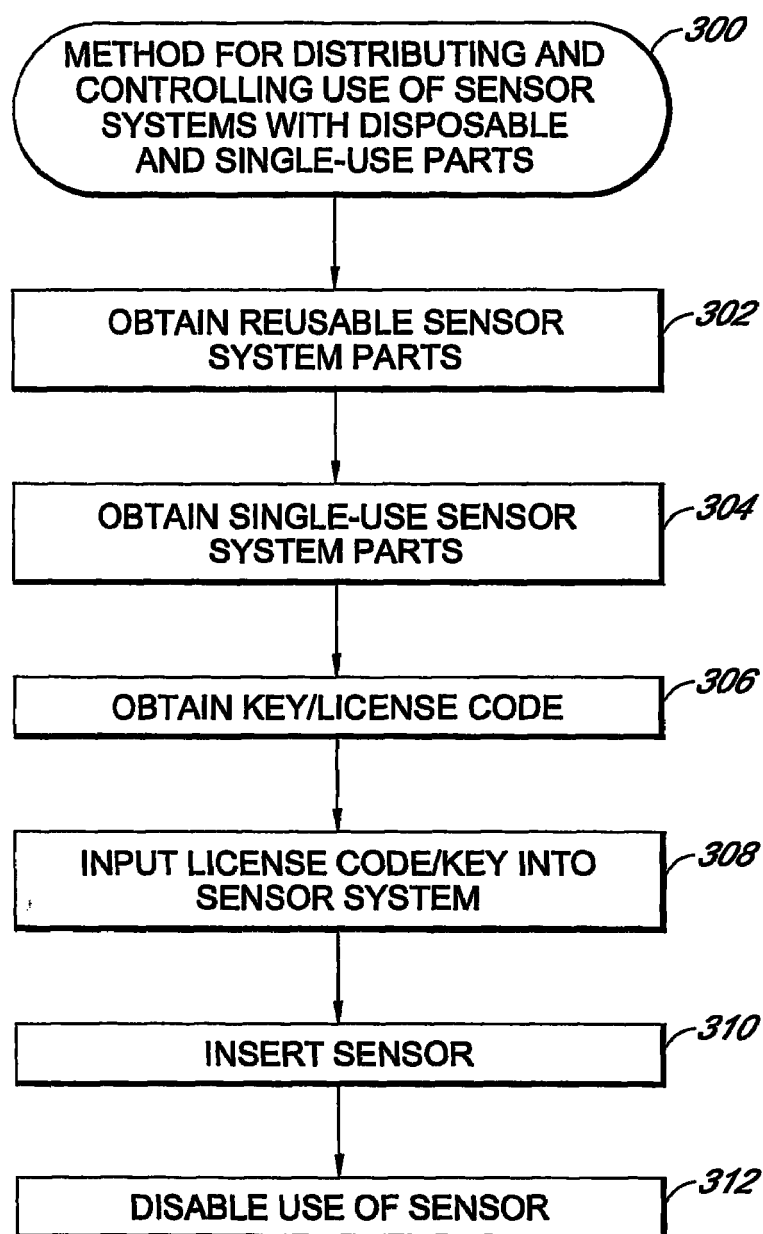 300
METHOD FOR DISTRIBUTING AND
CONTROLLING USE OF SENSOR
SYSTEMS WITH DISPOSABLE
AND SINGLE-USE PARTS
302
OBTAIN REUSABLE SENSOR
SYSTEM PARTS
304
OBTAIN SINGLE-USE SENSOR
SYSTEM PARTS
306
OBTAIN KEY/LICENSE CODE
308
INPUT LICENSE CODE/KEY INTO
SENSOR SYSTEM
310
INSERT SENSOR
312
DISABLE USE OF SENSOR